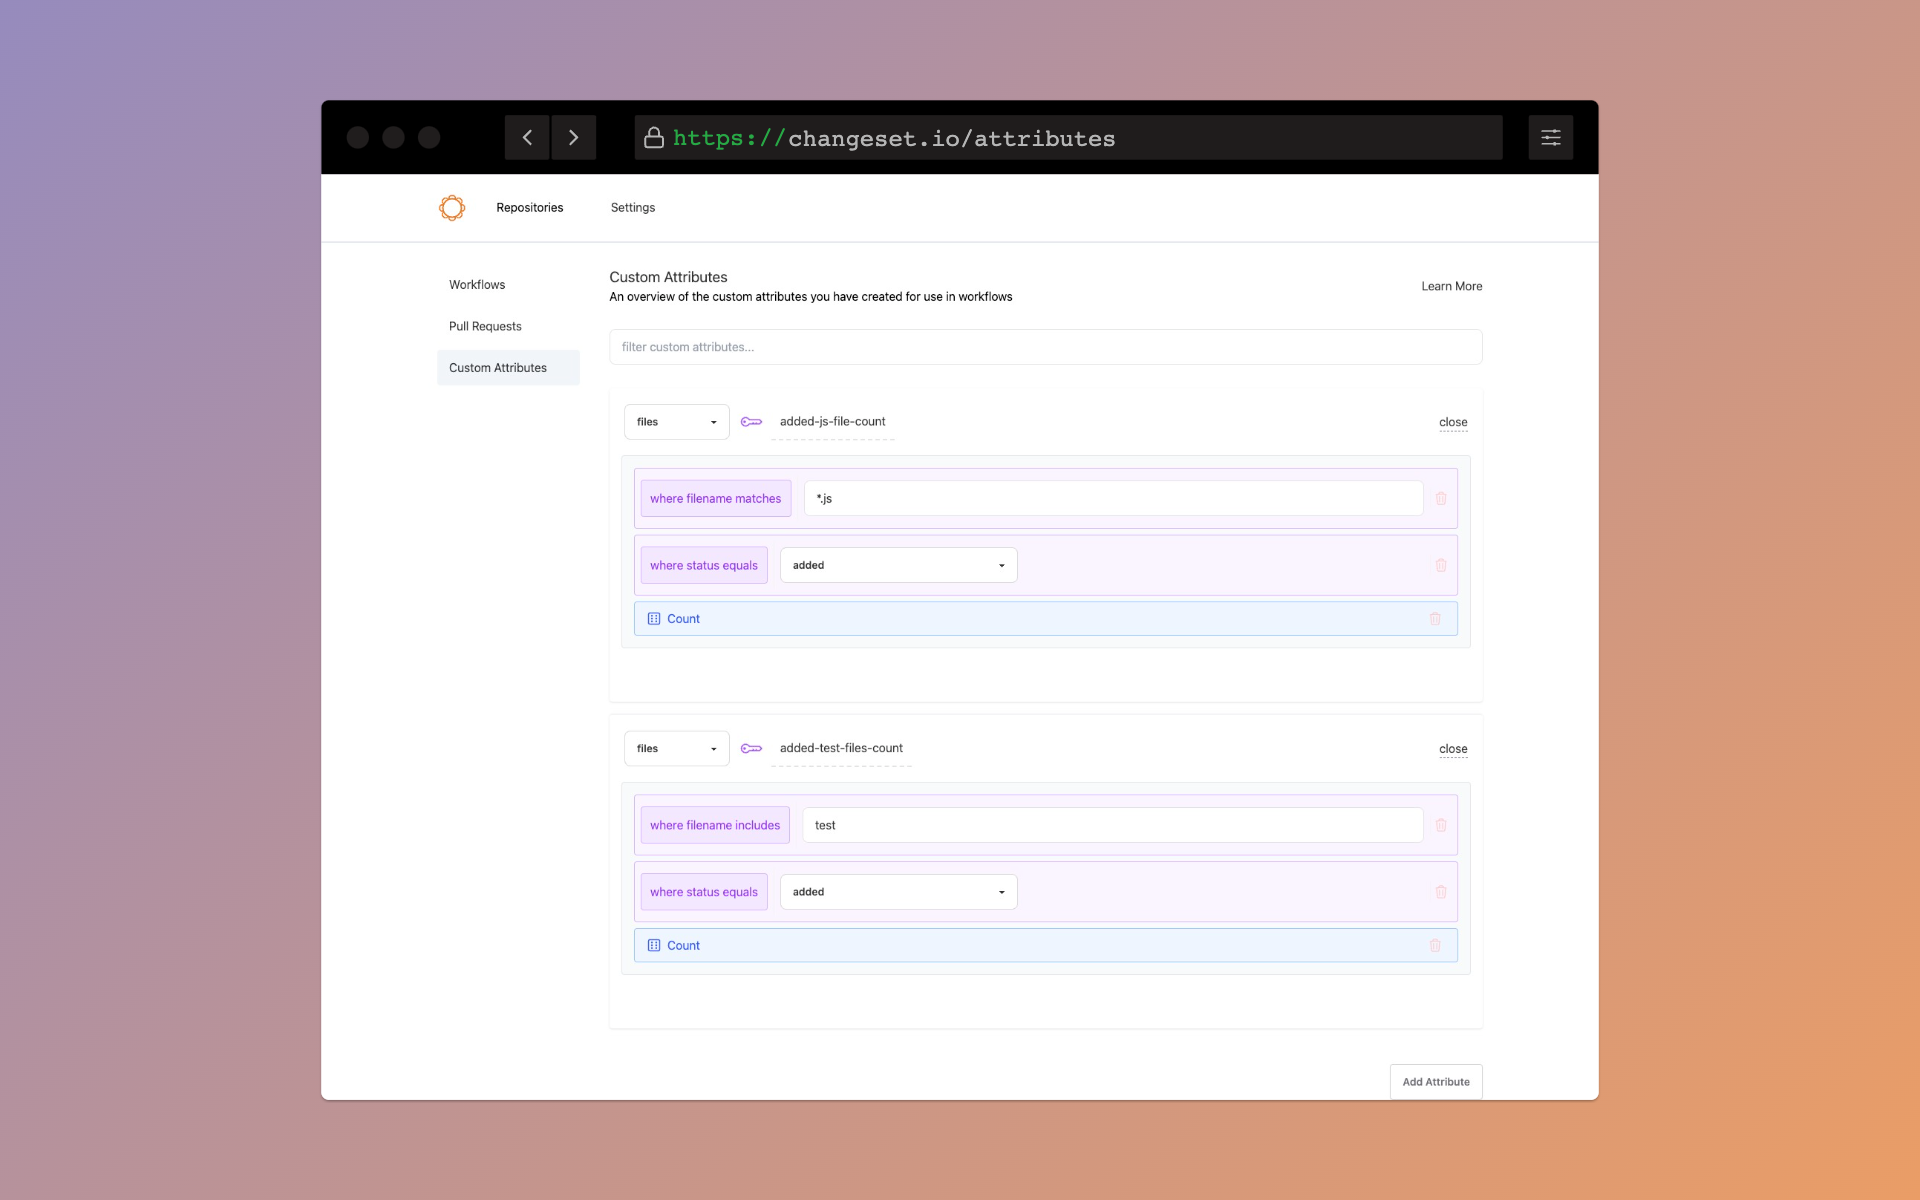 https://changeset.io/attributes
Repositories
Settings
Workflows
Pull Requests
Custom Attributes
Custom Attributes
An overview of the custom attributes you have created for use in workflows
Learn More
filter custom attributes...
files
added-js-file-count
close
where filename matches
*.js
where status equals
added
Count
files
added-test-files-count
close
where filename includes
test
where status equals
added
Count
Add Attribute